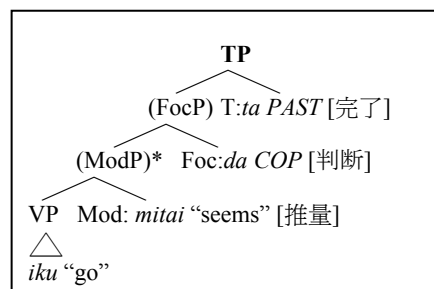 TP
(FocP) T:ta PAST [完了]
(ModP)* Foc:da COP [判断]
VP Mod: mitai “seems” [推量]
iku “go”